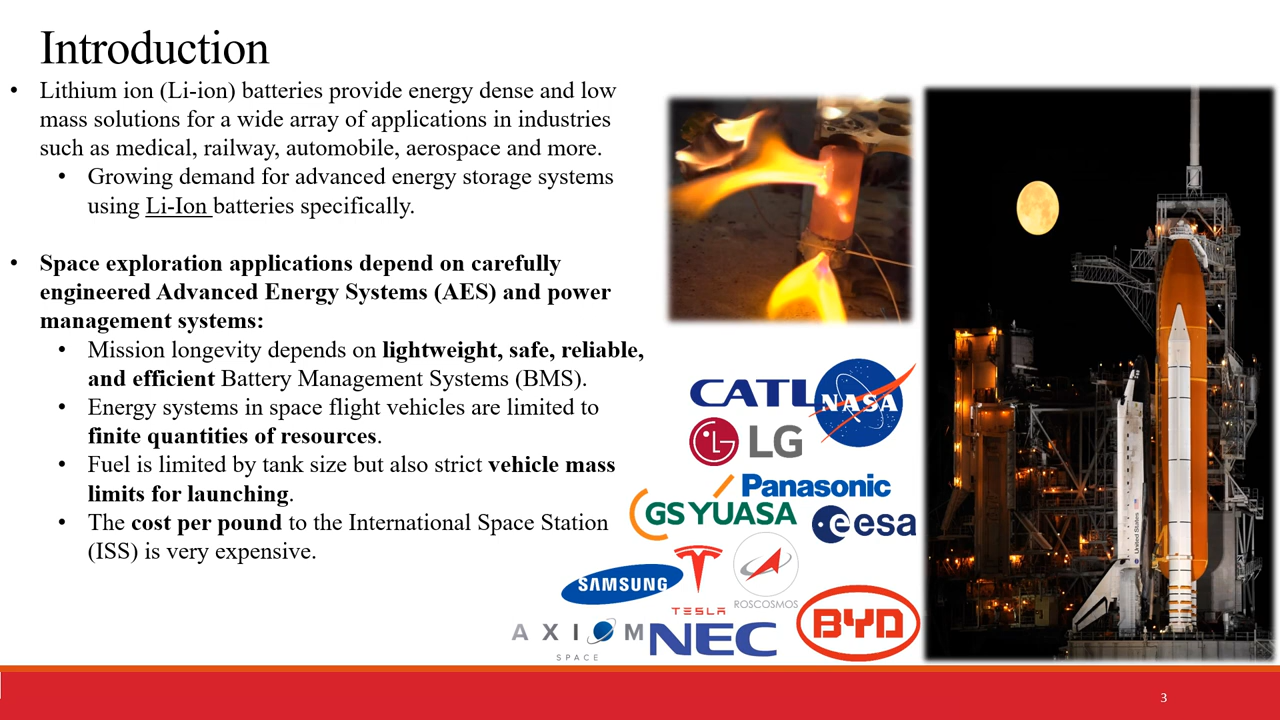 Introduction
• Lithium ion (Li-ion) batteries provide energy dense and low
mass solutions for a wide array of applications in industries
such as medical, railway, automobile, aerospace and more.
• Growing demand for advanced energy storage systems
using Li-Ion batteries specifically.
• Space exploration applications depend on carefully
engineered Advanced Energy Systems (AES) and power
management systems:
• Mission longevity depends on lightweight, safe, reliable,
and efficient Battery Management Systems (BMS).
• Energy systems in space flight vehicles are limited to
finite quantities of resources.
• Fuel is limited by tank size but also strict vehicle mass
limits for launching.
• The cost per pound to the International Space Station
(ISS) is very expensive.
CATL
NASA
LG
Panasonic
GS YUASA
esa
SAMSUNG
TESLA
ROSCOSMOS
AXIOM
SPACE
NEC
BYD
United States
3